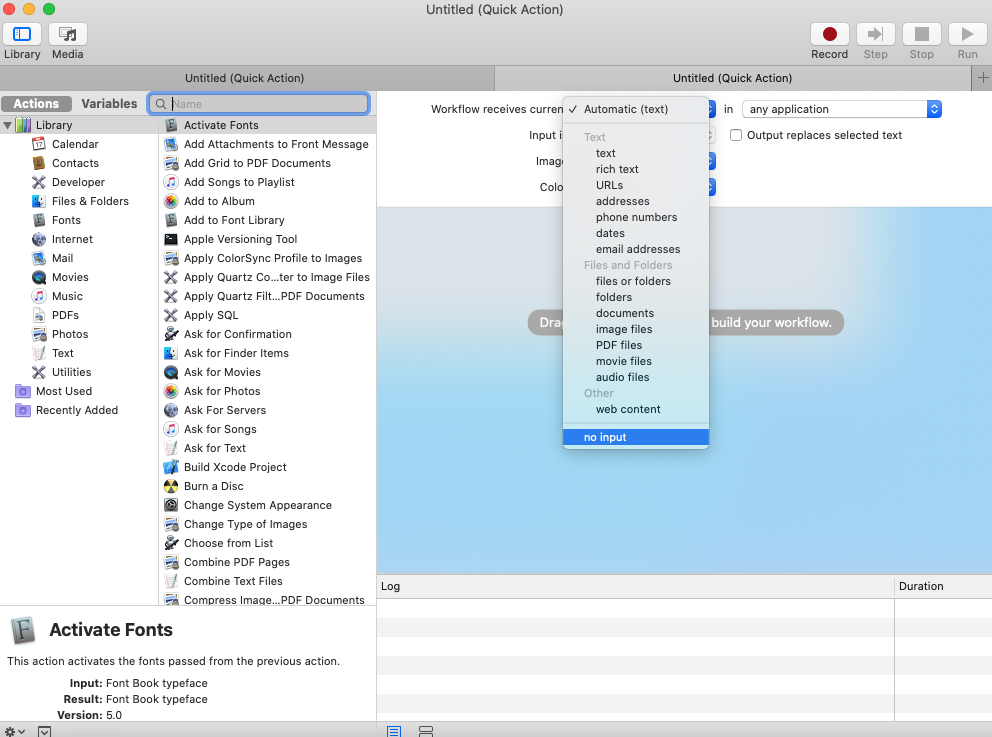 Untitled (Quick Action)
Library Media Record Step Stop Run
Untitled (Quick Action) Untitled (Quick Action)
Actions Variables Name
Library
Calendar
Contacts
Developer
Files & Folders
Fonts
Internet
Mail
Movies
Music
PDFs
Photos
Text
Utilities
Most Used
Recently Added
Activate Fonts
Add Attachments to Front Message
Add Grid to PDF Documents
Add Songs to Playlist
Add to Album
Add to Font Library
Apple Versioning Tool
Apply ColorSync Profile to Images
Apply Quartz Co...ter to Image Files
Apply Quartz Filt...PDF Documents
Apply SQL
Ask for Confirmation
Ask for Finder Items
Ask for Movies
Ask for Photos
Ask For Servers
Ask for Songs
Ask for Text
Build Xcode Project
Burn a Disc
Change System Appearance
Change Type of Images
Choose from List
Combine PDF Pages
Combine Text Files
Compress Image...PDF Documents
Workflow receives curren ✓ Automatic (text) in any application
Input i Output replaces selected text
Imag
Colo
Text
text
rich text
URLs
addresses
phone numbers
dates
email addresses
Files and Folders
files or folders
folders
documents
image files
PDF files
movie files
audio files
Other
web content
no input
Drag build your workflow.
Log Duration
Activate Fonts
This action activates the fonts passed from the previous action.
Input: Font Book typeface
Result: Font Book typeface
Version: 5.0